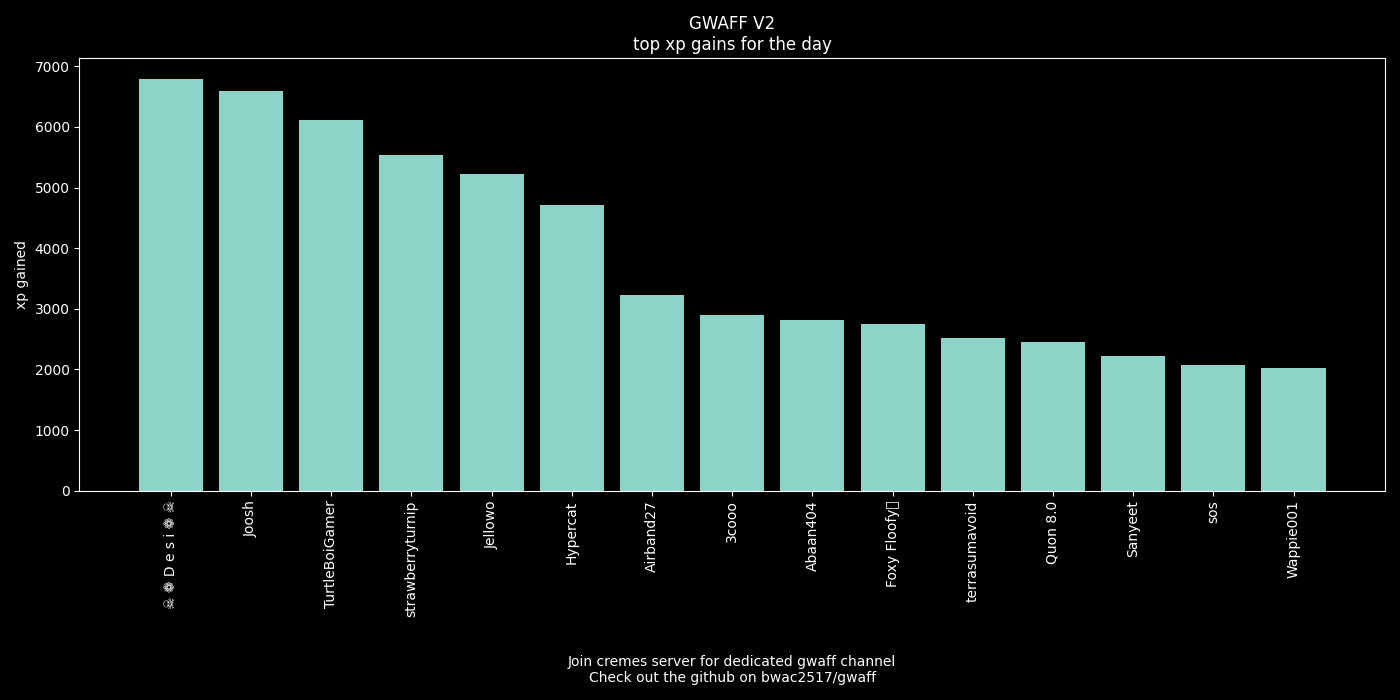 GWAFF V2
top xp gains for the day
xp gained
7000
6000
5000
4000
3000
2000
1000
0
☠ ❁ D e s i ❁ ☠
Joosh
TurtleBoiGamer
strawberryturnip
Jellowo
Hypercat
Airband27
3cooo
Abaan404
Foxy Floofy▯
terrasumavoid
Quon 8.0
Sanyeet
sos
Wappie001
Join cremes server for dedicated gwaff channel
Check out the github on bwac2517/gwaff